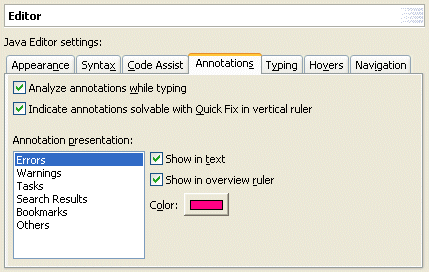 Editor
Java Editor settings:
Appearance Syntax Code Assist Annotations Typing Hovers Navigation
Analyze annotations while typing
Indicate annotations solvable with Quick Fix in vertical ruler
Annotation presentation:
Errors
Warnings
Tasks
Search Results
Bookmarks
Others
Show in text
Show in overview ruler
Color: